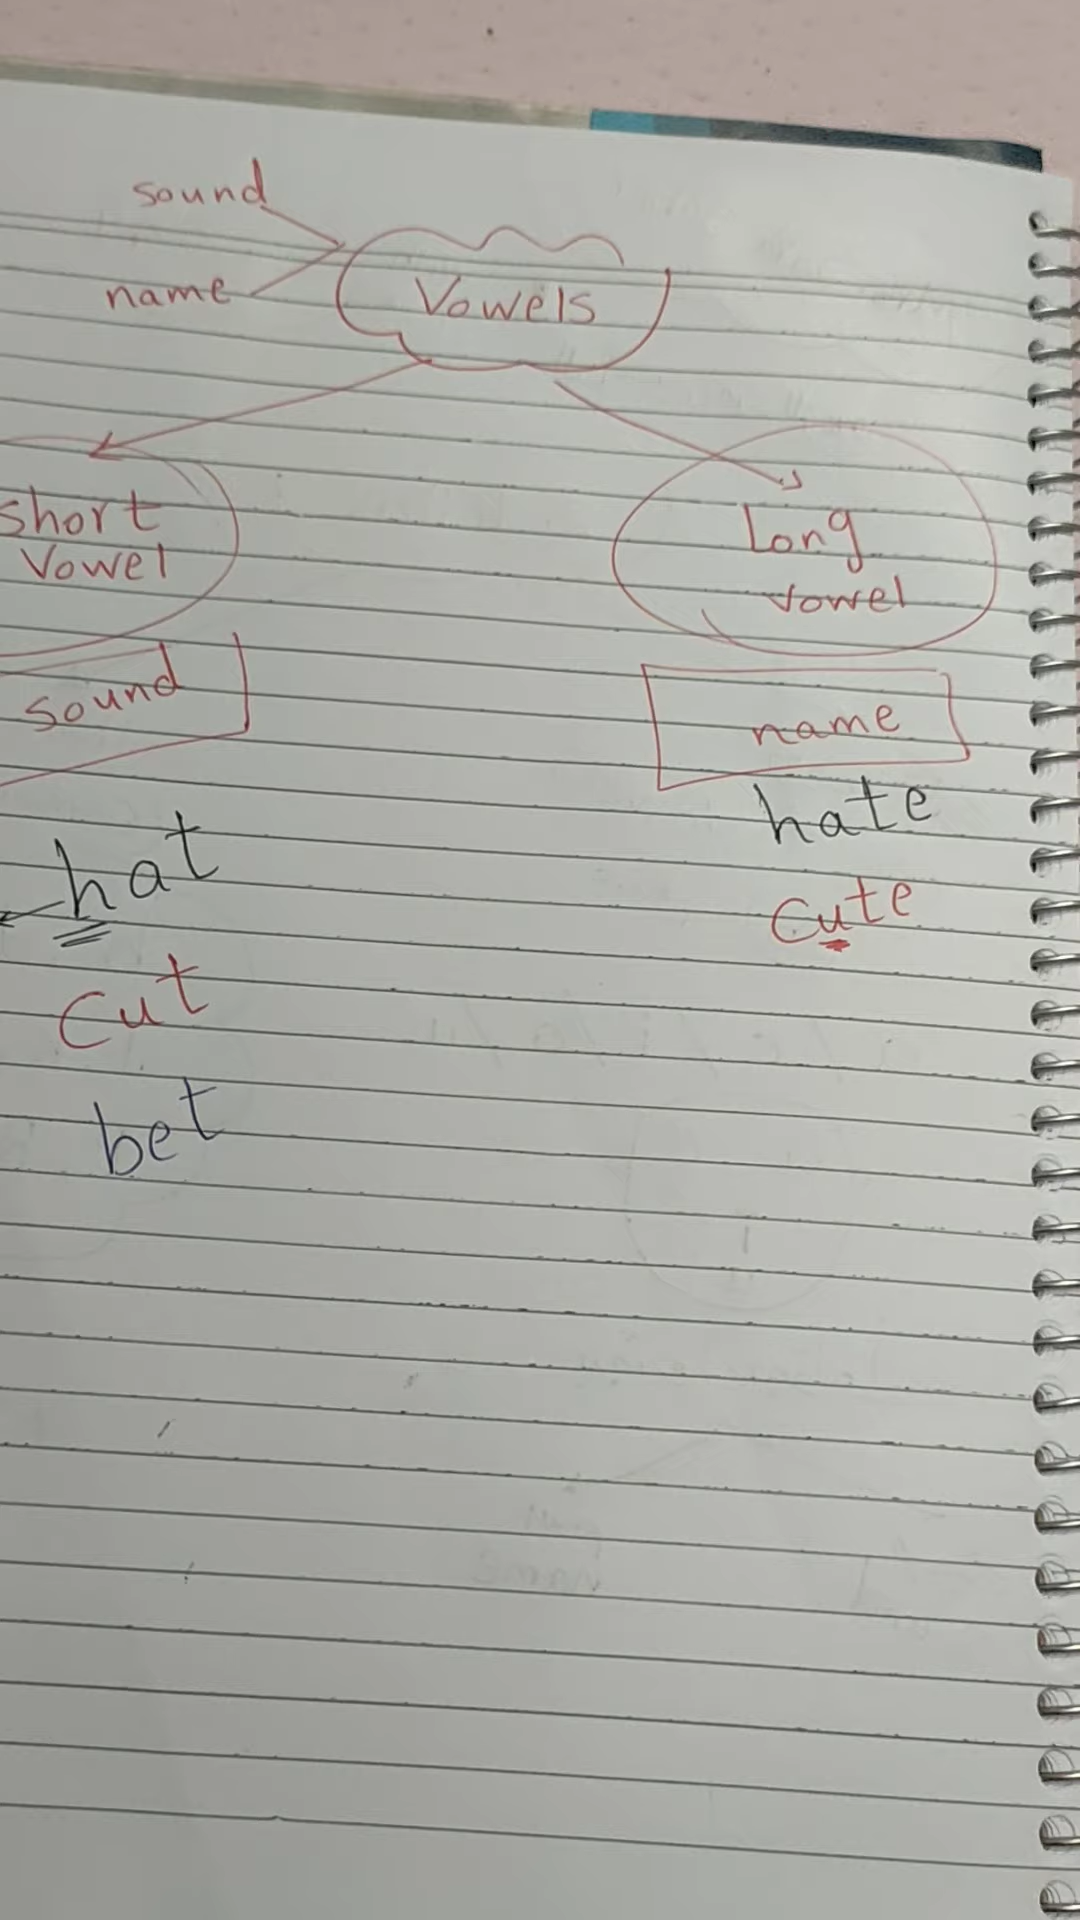 sound
name
Vowels
short
Vowel
Long
vowel
sound
name
hat
hate
cut
cute
bet